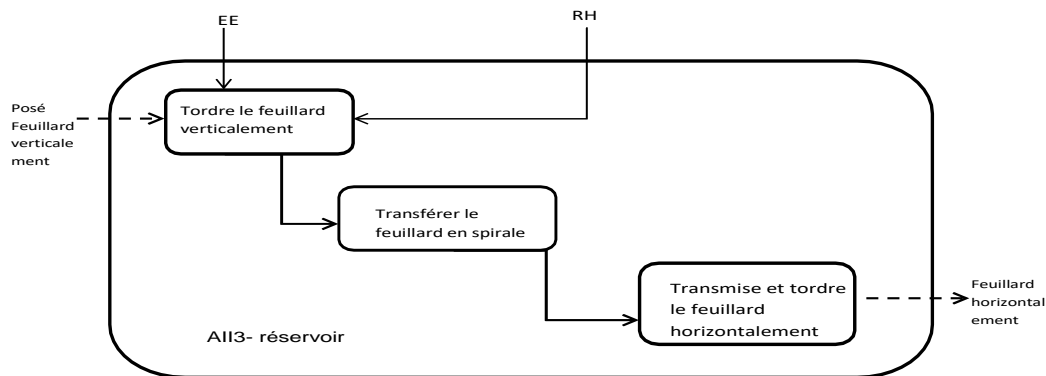 EE
RH
Posé
Feuillard
verticale
ment
Tordre le feuillard
verticalement
Transférer le
feuillard en spirale
Transmise et tordre
le feuillard
horizontalement
Feuillard
horizontal
ement
AII3- réservoir